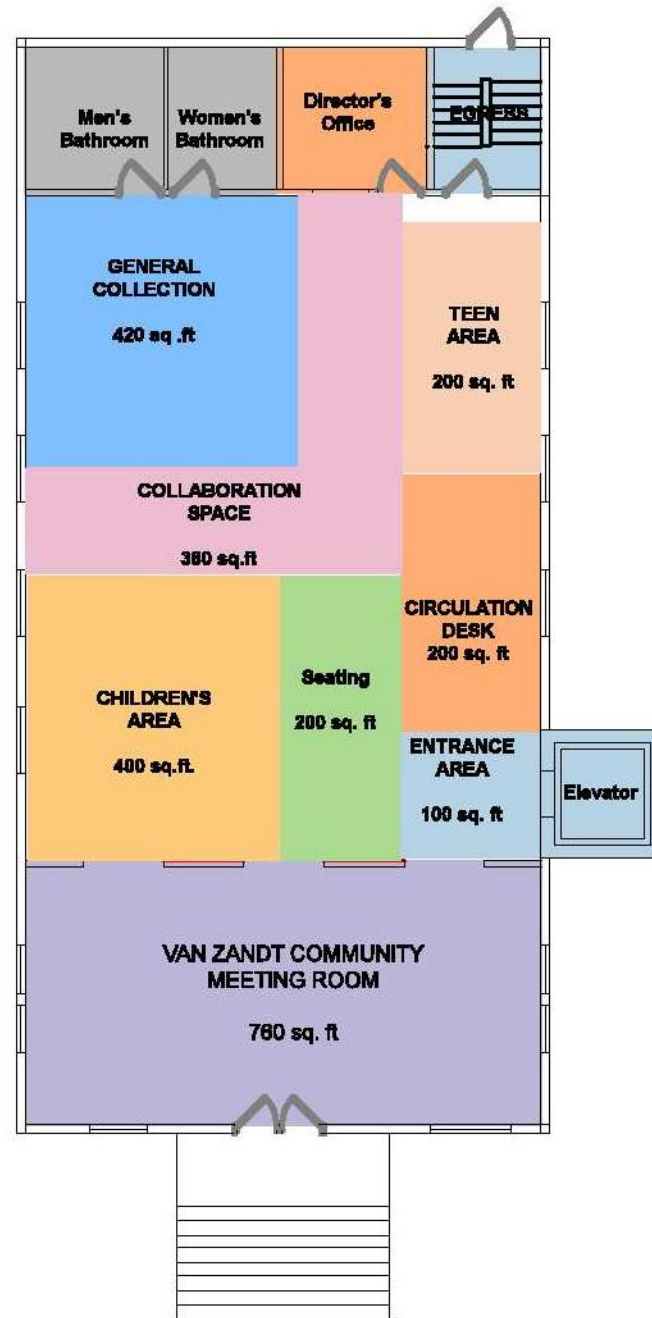 Men's
Bathroom
Women's
Bathroom
Director's
Office
EGRESS
GENERAL
COLLECTION
420 sq .ft
TEEN
AREA
200 sq. ft
COLLABORATION
SPACE
380 sq.ft
CIRCULATION
DESK
200 sq. ft
CHILDREN'S
AREA
400 sq.ft.
Seating
200 sq. ft
ENTRANCE
AREA
100 sq. ft
Elevator
VAN ZANDT COMMUNITY
MEETING ROOM
760 sq. ft